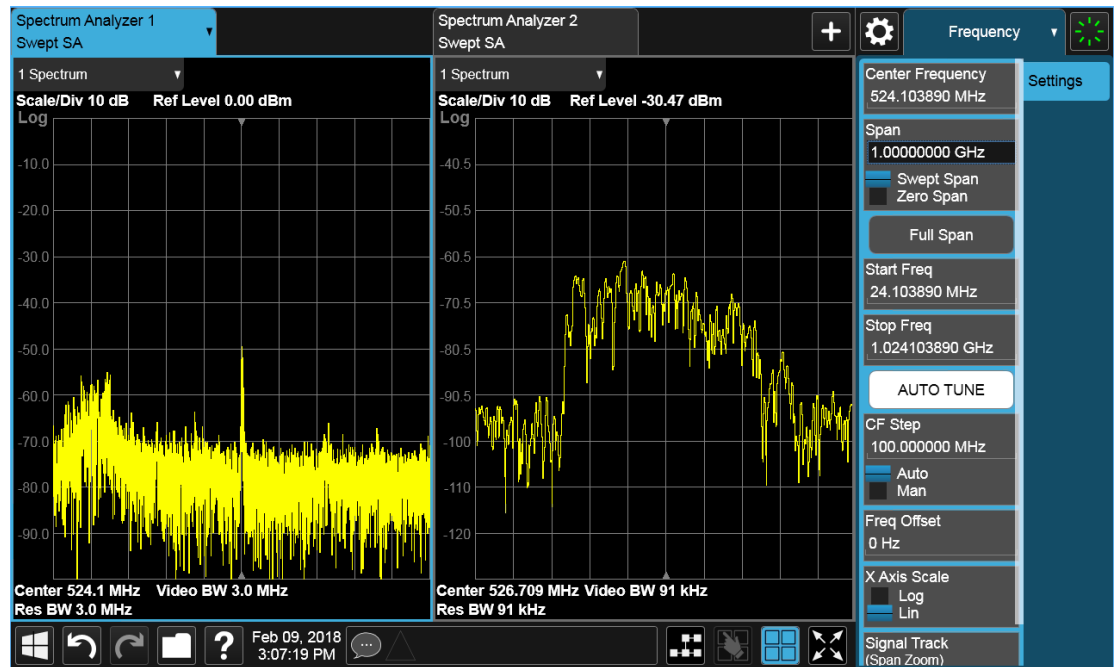 Spectrum Analyzer 1
Swept SA
Spectrum Analyzer 2
Swept SA
Frequency
1 Spectrum
Scale/Div 10 dB Ref Level 0.00 dBm
Log
-10.0
-20.0
-30.0
-40.0
-50.0
-60.0
-70.0
-80.0
-90.0
Center 524.1 MHz Video BW 3.0 MHz
Res BW 3.0 MHz
1 Spectrum
Scale/Div 10 dB Ref Level -30.47 dBm
Log
-40.5
-50.5
-60.5
-70.5
-80.5
-90.5
-100
-110
-120
Center 526.709 MHz Video BW 91 kHz
Res BW 91 kHz
Center Frequency
524.103890 MHz
Span
1.00000000 GHz
Swept Span
Zero Span
Full Span
Start Freq
24.103890 MHz
Stop Freq
1.024103890 GHz
AUTO TUNE
CF Step
100.000000 MHz
Auto
Man
Freq Offset
0 Hz
X Axis Scale
Log
Lin
Signal Track
(Span Zoom)
Settings
?
Feb 09, 2018
3:07:19 PM